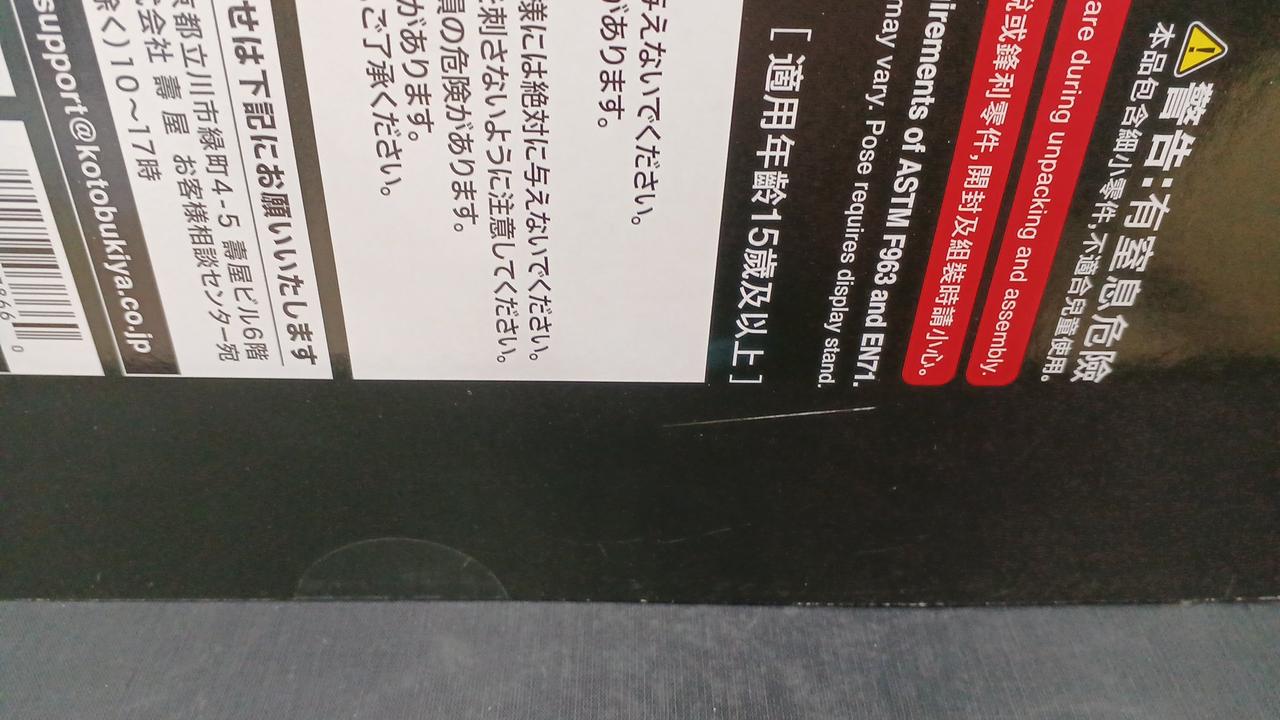 警告:有窒息危險
本品包含細小零件,不適合兒童使用。
are during unpacking and assembly.
或鋒利零件,開封及組裝時請小心。
irements of ASTM F963 and EN71.
may vary. Pose requires display stand.
[ 適用年齢15歳及以上 ]
えないでください。
があります。
様には絶対に与えないでください。
刺さないように注意してください。
員の危険があります。
があります。
ご了承ください。
せは下記にお願いいたします
京都立川市緑町4-5 壽屋ビル6階
式会社 壽屋 お客様相談センター宛
除く) 10〜17時
support@kotobukiya.co.jp
0